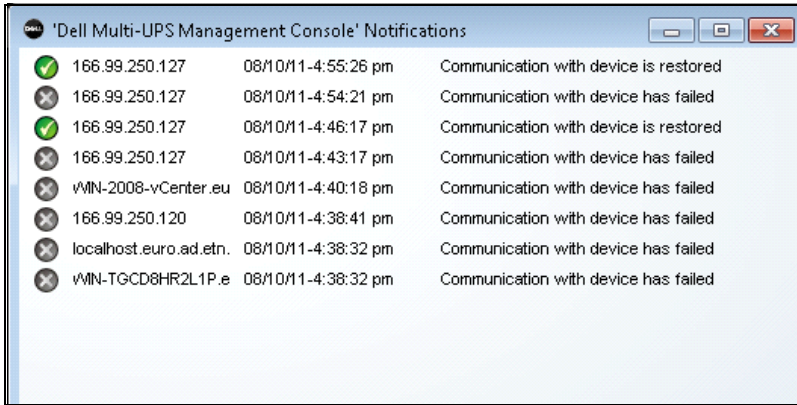 DELL 'Dell Multi-UPS Management Console' Notifications
166.99.250.127 08/10/11-4:55:26 pm Communication with device is restored
166.99.250.127 08/10/11-4:54:21 pm Communication with device has failed
166.99.250.127 08/10/11-4:46:17 pm Communication with device is restored
166.99.250.127 08/10/11-4:43:17 pm Communication with device has failed
WIN-2008-vCenter.eu 08/10/11-4:40:18 pm Communication with device has failed
166.99.250.120 08/10/11-4:38:41 pm Communication with device has failed
localhost.euro.ad.etn. 08/10/11-4:38:32 pm Communication with device has failed
WIN-TGCD8HR2L1P.e 08/10/11-4:38:32 pm Communication with device has failed